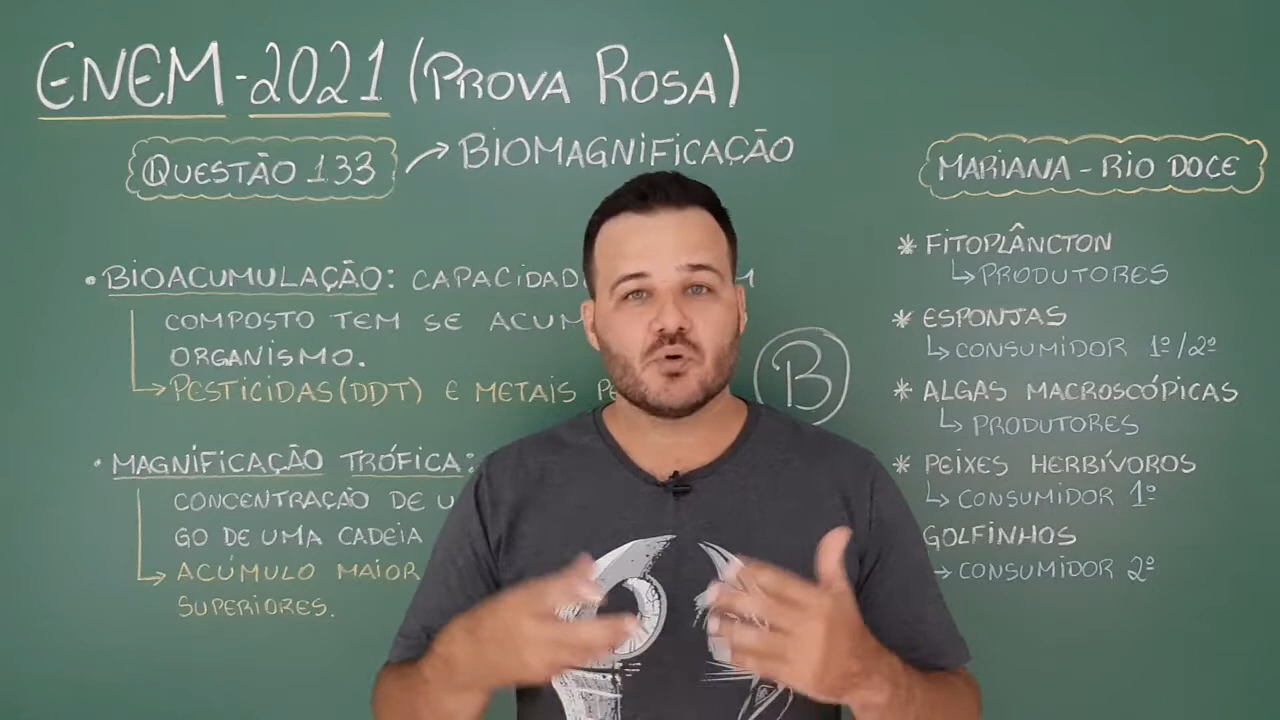 ENEM-2021 (PROVA ROSA)
QUESTÃO 133 → BIOMAGNIFICAÇÃO
• BIOACUMULAÇÃO: CAPACIDAD M
COMPOSTO TEM SE ACUM
ORGANISMO.
↳ PESTICIDAS(DDT) E METAIS PE
B
• MAGNIFICAÇÃO TRÓFICA:
CONCENTRAÇÃO DE U
GO DE UMA CADEIA
↳ ACÚMULO MAIOR
SUPERIORES.
MARIANA - RIO DOCE
* FITOPLÂNCTON
↳ PRODUTORES
* ESPONJAS
↳ CONSUMIDOR 1º/2º
* ALGAS MACROSCÓPICAS
↳ PRODUTORES
* PEIXES HERBÍVOROS
↳ CONSUMIDOR 1º
GOLFINHOS
→ CONSUMIDOR 2º